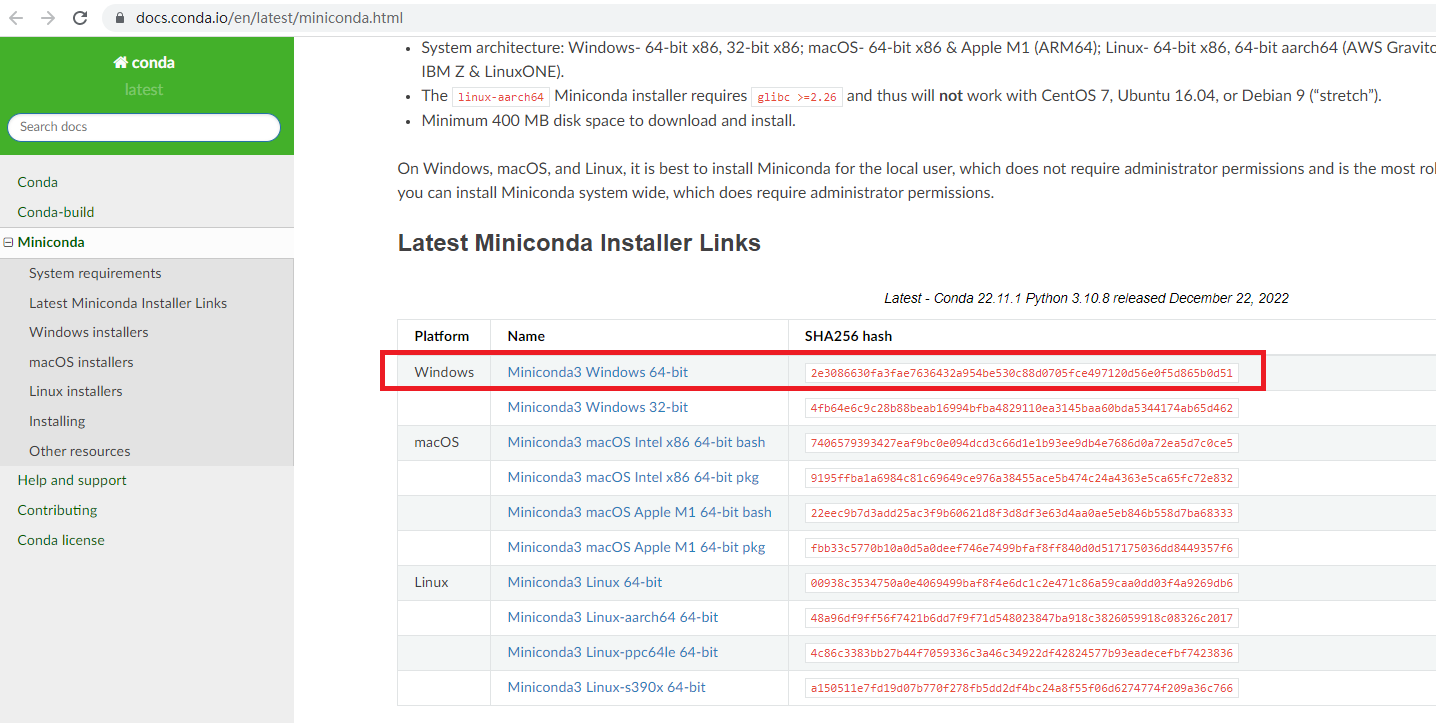 docs.conda.io/en/latest/miniconda.html
conda
latest
Search docs
Conda
Conda-build
Miniconda
System requirements
Latest Miniconda Installer Links
Windows installers
macOS installers
Linux installers
Installing
Other resources
Help and support
Contributing
Conda license
• System architecture: Windows- 64-bit x86, 32-bit x86; macOS- 64-bit x86 & Apple M1 (ARM64); Linux- 64-bit x86, 64-bit aarch64 (AWS Gravito
IBM Z & LinuxONE).
• The linux-aarch64 Miniconda installer requires glibc >=2.26 and thus will not work with CentOS 7, Ubuntu 16.04, or Debian 9 (“stretch”).
• Minimum 400 MB disk space to download and install.
On Windows, macOS, and Linux, it is best to install Miniconda for the local user, which does not require administrator permissions and is the most ro
you can install Miniconda system wide, which does require administrator permissions.
Latest Miniconda Installer Links
Latest - Conda 22.11.1 Python 3.10.8 released December 22, 2022
Platform Name SHA256 hash
Windows Miniconda3 Windows 64-bit 2e3086630fa3fae7636432a954be530c88d0705fce497120d56e0f5d865b0d51
Miniconda3 Windows 32-bit 4fb64e6c9c28b88beab16994bfba4829110ea3145baa60bda5344174ab65d462
macOS Miniconda3 macOS Intel x86 64-bit bash 7406579393427eaf9bc0e094dcd3c66d1e1b93ee9db4e7686d0a72ea5d7c0ce5
Miniconda3 macOS Intel x86 64-bit pkg 9195ffba1a6984c81c69649ce976a38455ace5b474c24a4363e5ca65fc72e832
Miniconda3 macOS Apple M1 64-bit bash 22eec9b7d3add25ac3f9b60621d8f3d8df3e63d4aa0ae5eb846b558d7ba68333
Miniconda3 macOS Apple M1 64-bit pkg fbb33c5770b10a0d5a0deef746e7499bfaf8ff840d0d517175036dd8449357f6
Linux Miniconda3 Linux 64-bit 00938c3534750a0e4069499baf8f4e6dc1c2e471c86a59caa0dd03f4a9269db6
Miniconda3 Linux-aarch64 64-bit 48a96df9ff56f7421b6dd7f9f71d548023847ba918c3826059918c08326c2017
Miniconda3 Linux-ppc64le 64-bit 4c86c3383bb27b44f7059336c3a46c34922df42824577b93eadecefbf7423836
Miniconda3 Linux-s390x 64-bit a150511e7fd19d07b770f278fb5dd2df4bc24a8f55f06d6274774f209a36c766